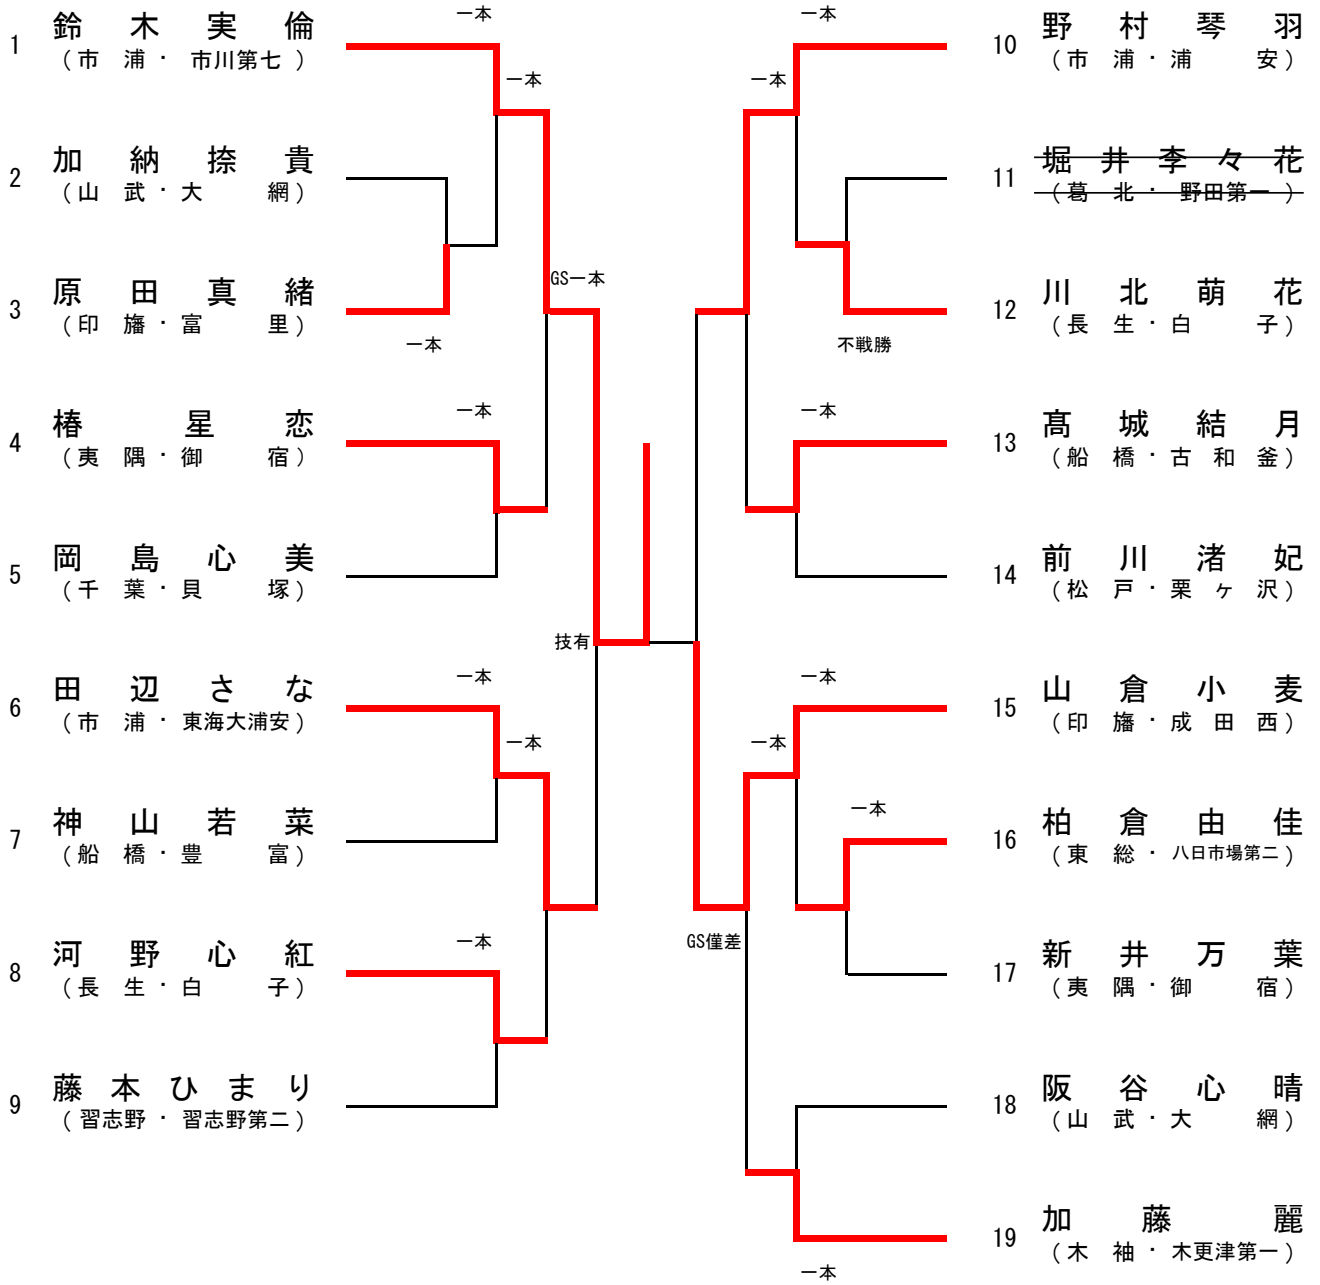 一本
1 鈴木実倫
（市浦・市川第七）
一本
2 加納捺貴
（山武・大網）
GS一本
3 原田真緒
（印旛・富里）
一本
一本
4 椿星恋
（夷隅・御宿）
5 岡島心美
（千葉・貝塚）
技有
一本
6 田辺さな
（市浦・東海大浦安）
一本
7 神山若菜
（船橋・豊富）
一本
8 河野心紅
（長生・白子）
9 藤本ひまり
（習志野・習志野第二）
一本
10 野村琴羽
（市浦・浦安）
一本
11 堀井李々花
（葛北・野田第一）
12 川北萌花
（長生・白子）
不戦勝
一本
13 髙城結月
（船橋・古和釜）
14 前川渚妃
（松戸・栗ヶ沢）
一本
15 山倉小麦
（印旛・成田西）
一本
一本
16 柏倉由佳
（東総・八日市場第二）
GS僅差
17 新井万葉
（夷隅・御宿）
18 阪谷心晴
（山武・大網）
19 加藤麗
（木袖・木更津第一）
一本